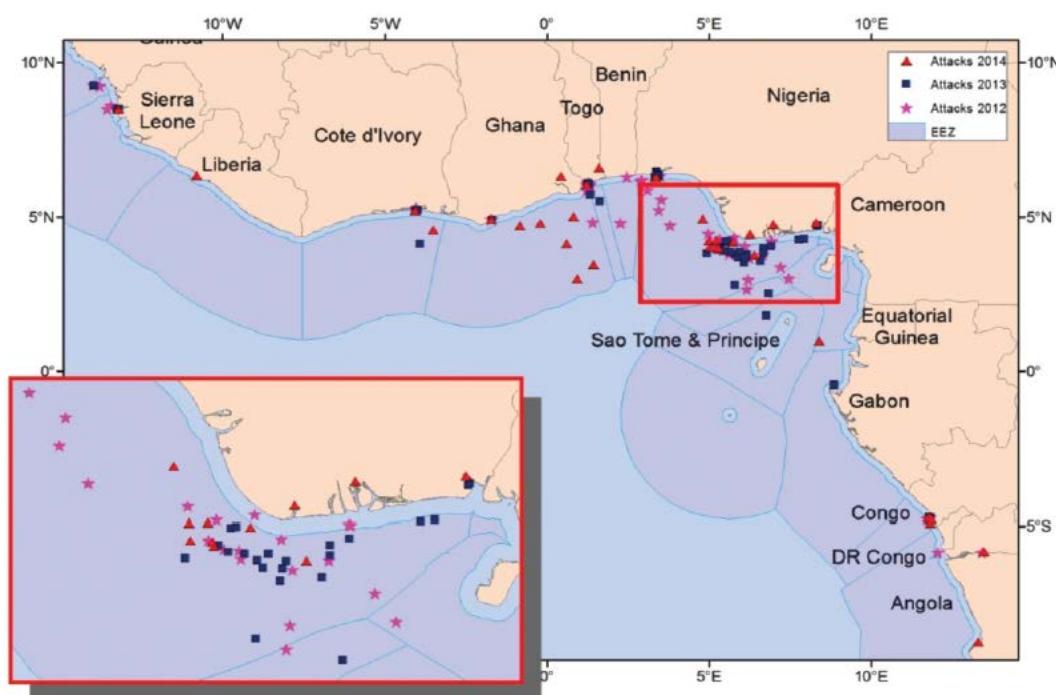 10°W 5°W 0° 5°E 10°E
10°N 10°N
Guinea
Benin
Nigeria
Attacks 2014
Attacks 2013
Attacks 2012
EEZ
Sierra
Leone
Togo
Ghana
Cote d'Ivory
Liberia
5°N 5°N
Cameroon
Equatorial
Guinea
Sao Tome & Principe
0° 0°
Gabon
Congo
5°S 5°S
DR Congo
Angola
0° 5°E 10°E